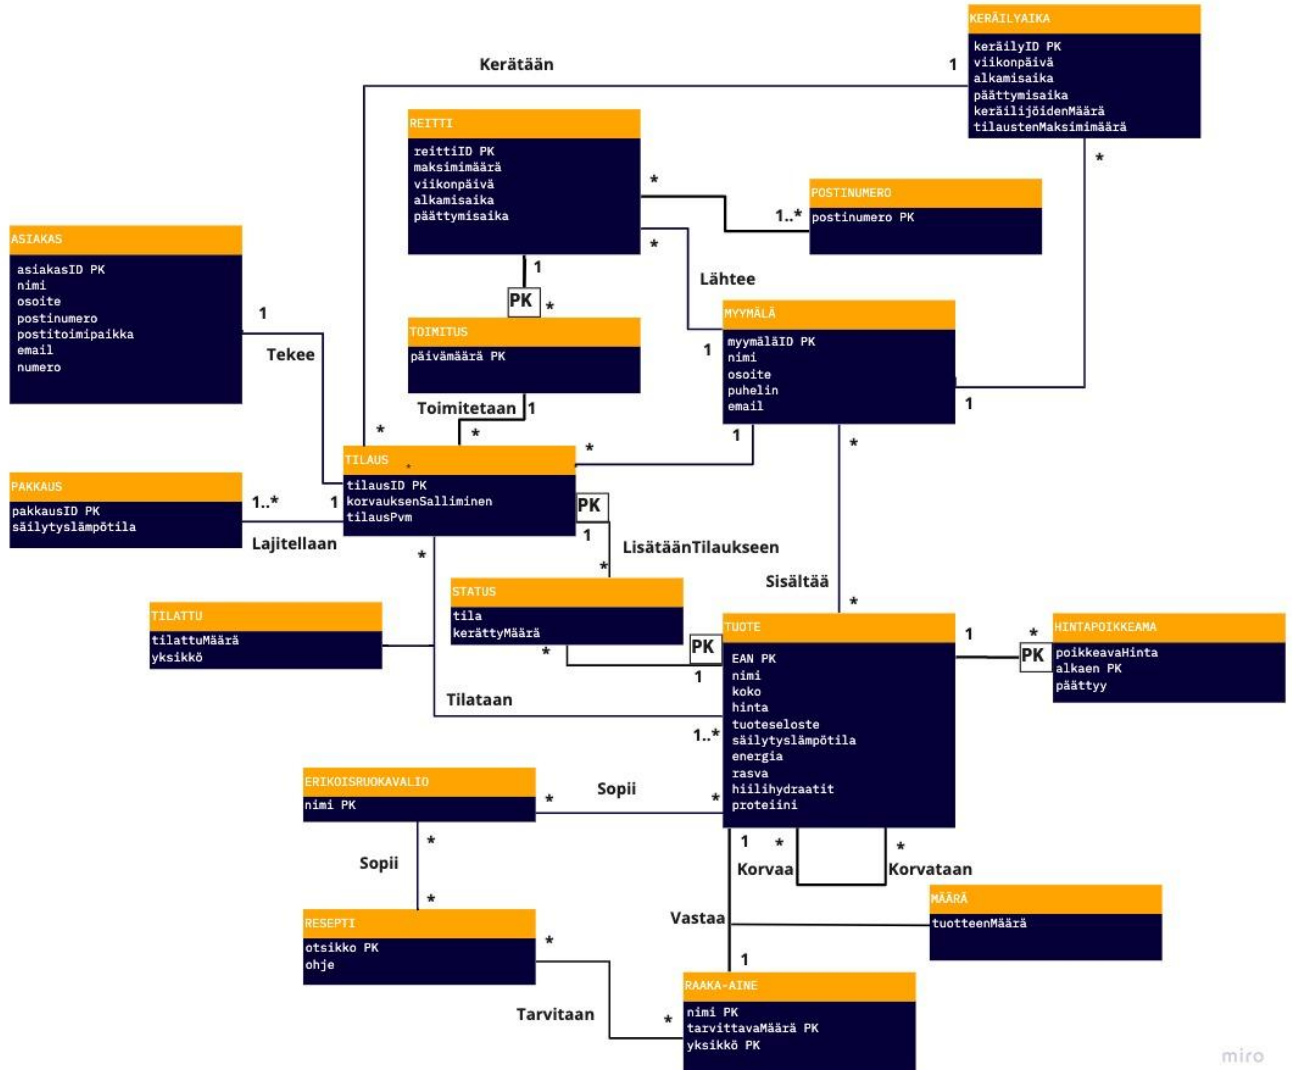 KERÄILYAIKA
keräilyID PK
viikonpäivä
alkamisaika
päättymisaika
keräilijöidenMäärä
tilaustenMaksimimäärä
Kerätään
1
*
REITTI
reittiID PK
maksimimäärä
viikonpäivä
alkamisaika
päättymisaika
*
1..*
*
POSTINUMERO
postinumero PK
ASIAKAS
asiakasID PK
nimi
osoite
postinumero
postitoimipaikka
email
numero
1
Tekee
1
PK
*
Lähtee
1
TOIMITUS
päivämäärä PK
Toimitetaan
1
*
*
MYYMÄLÄ
myymäläID PK
nimi
osoite
puhelin
email
1
1
*
*
TILAUS
*
tilausID PK
korvauksenSalliminen
tilausPvm
PAKKAUS
pakkausID PK
säilytyslämpötila
1..*
1
Lajitellaan
PK
1
LisätäänTilaukseen
*
*
Sisältää
*
STATUS
tila
kerättyMäärä
*
PK
1
TILATTU
tilattuMäärä
yksikkö
Tilataan
1..*
TUOTE
EAN PK
nimi
koko
hinta
tuoteseloste
säilytyslämpötila
energia
rasva
hiilihydraatit
proteiini
1
*
PK
HINTAPOIKKEAMA
poikkeavaHinta
alkaen PK
päättyy
ERIKOISRUOKAVALIO
nimi PK
*
Sopii
*
*
Sopii
*
1
*
Korvaa
*
Korvataan
MÄÄRÄ
tuotteenMäärä
Vastaa
1
RESEPTI
otsikko PK
ohje
*
Tarvitaan
*
RAAKA-AINE
nimi PK
tarvittavaMäärä PK
yksikkö PK
miro